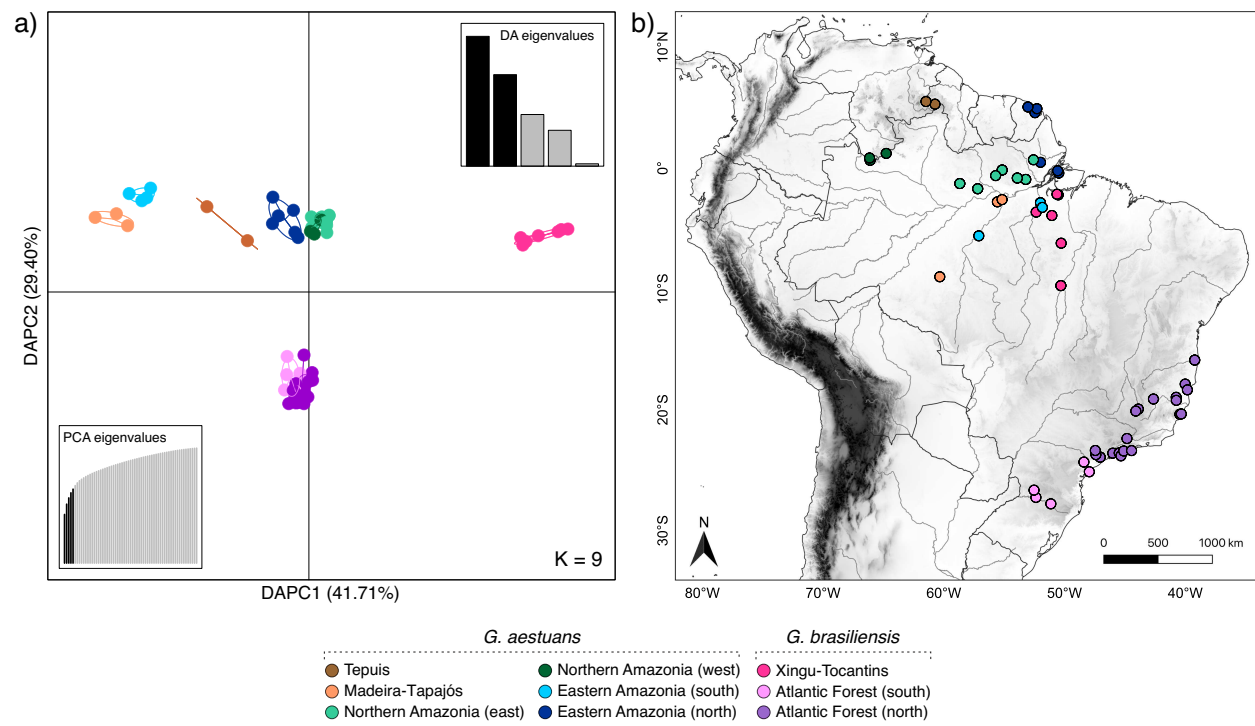 a)
DA eigenvalues
PCA eigenvalues
K = 9
DAPC1 (41.71%)
DAPC2 (29.40%)
b)
10°N
0°
10°S
20°S
30°S
N
0 500 1000 km
80°W 70°W 60°W 50°W 40°W
G. aestuans
Tepuis
Madeira-Tapajós
Northern Amazonia (east)
Northern Amazonia (west)
Eastern Amazonia (south)
Eastern Amazonia (north)
G. brasiliensis
Xingu-Tocantins
Atlantic Forest (south)
Atlantic Forest (north)